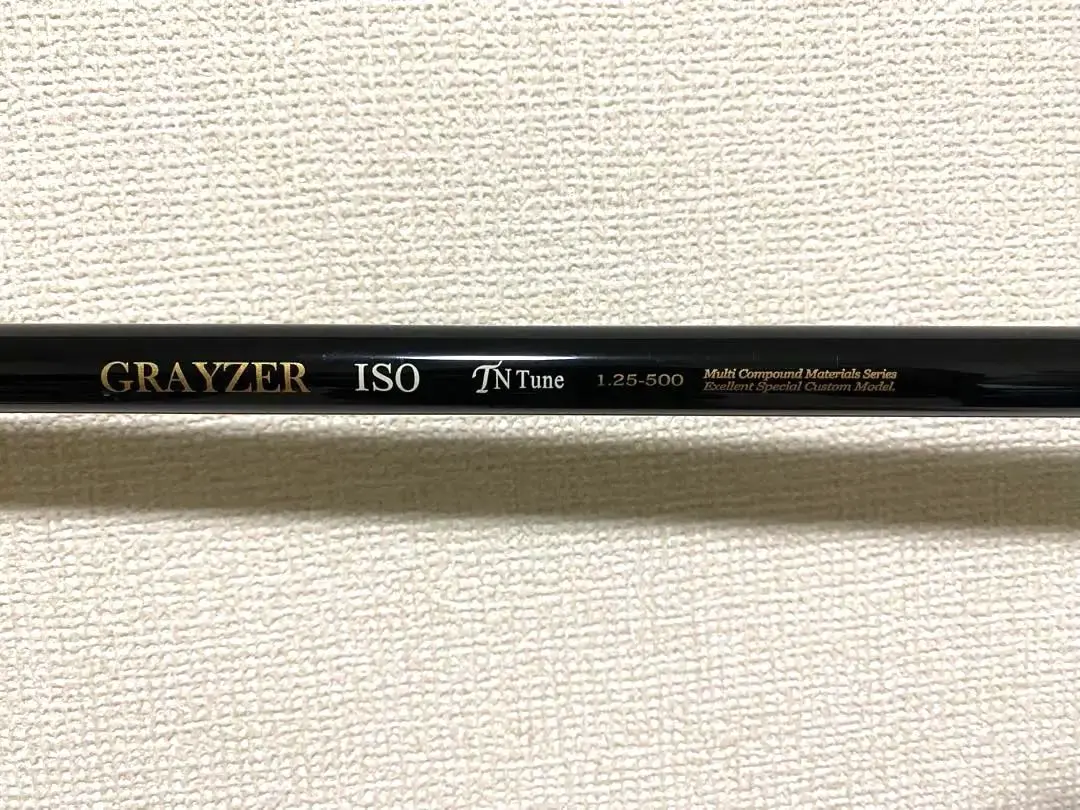 GRAYZER ISO TN Tune 1.25-500 Multi Compound Materials Series
Exellent Special Custom Model.